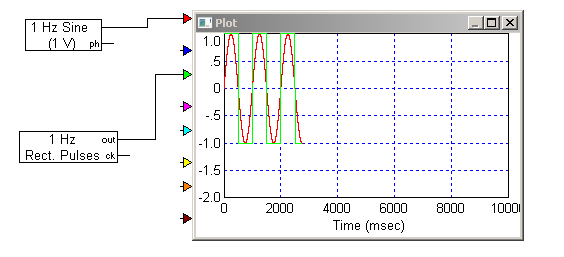 Plot
1 Hz Sine
(1 V) ph
1 Hz out
Rect. Pulses ck
1.0
.5
0
.5
-1.0
-1.5
-2.0
0 2000 4000 6000 8000 1000
Time (msec)